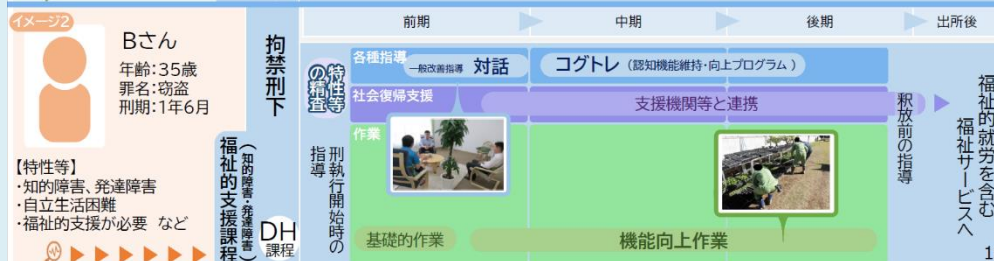 イメージ2
Bさん
年齢:35歳
罪名:窃盗
刑期:1年6月
【特性等】
・知的障害、発達障害
・自立生活困難
・福祉的支援が必要 など
拘禁刑下
福祉的支援課程
(知的障害・発達障害)
DH
課程
前期
中期
後期
出所後
特性等
の精査
刑執行開始時の
指導
各種指導
一般改善指導 対話
コグトレ(認知機能維持・向上プログラム)
社会復帰支援
支援機関等と連携
作業
基礎的作業
機能向上作業
釈放前の指導
福祉的就労を含む
福祉サービスへ
1